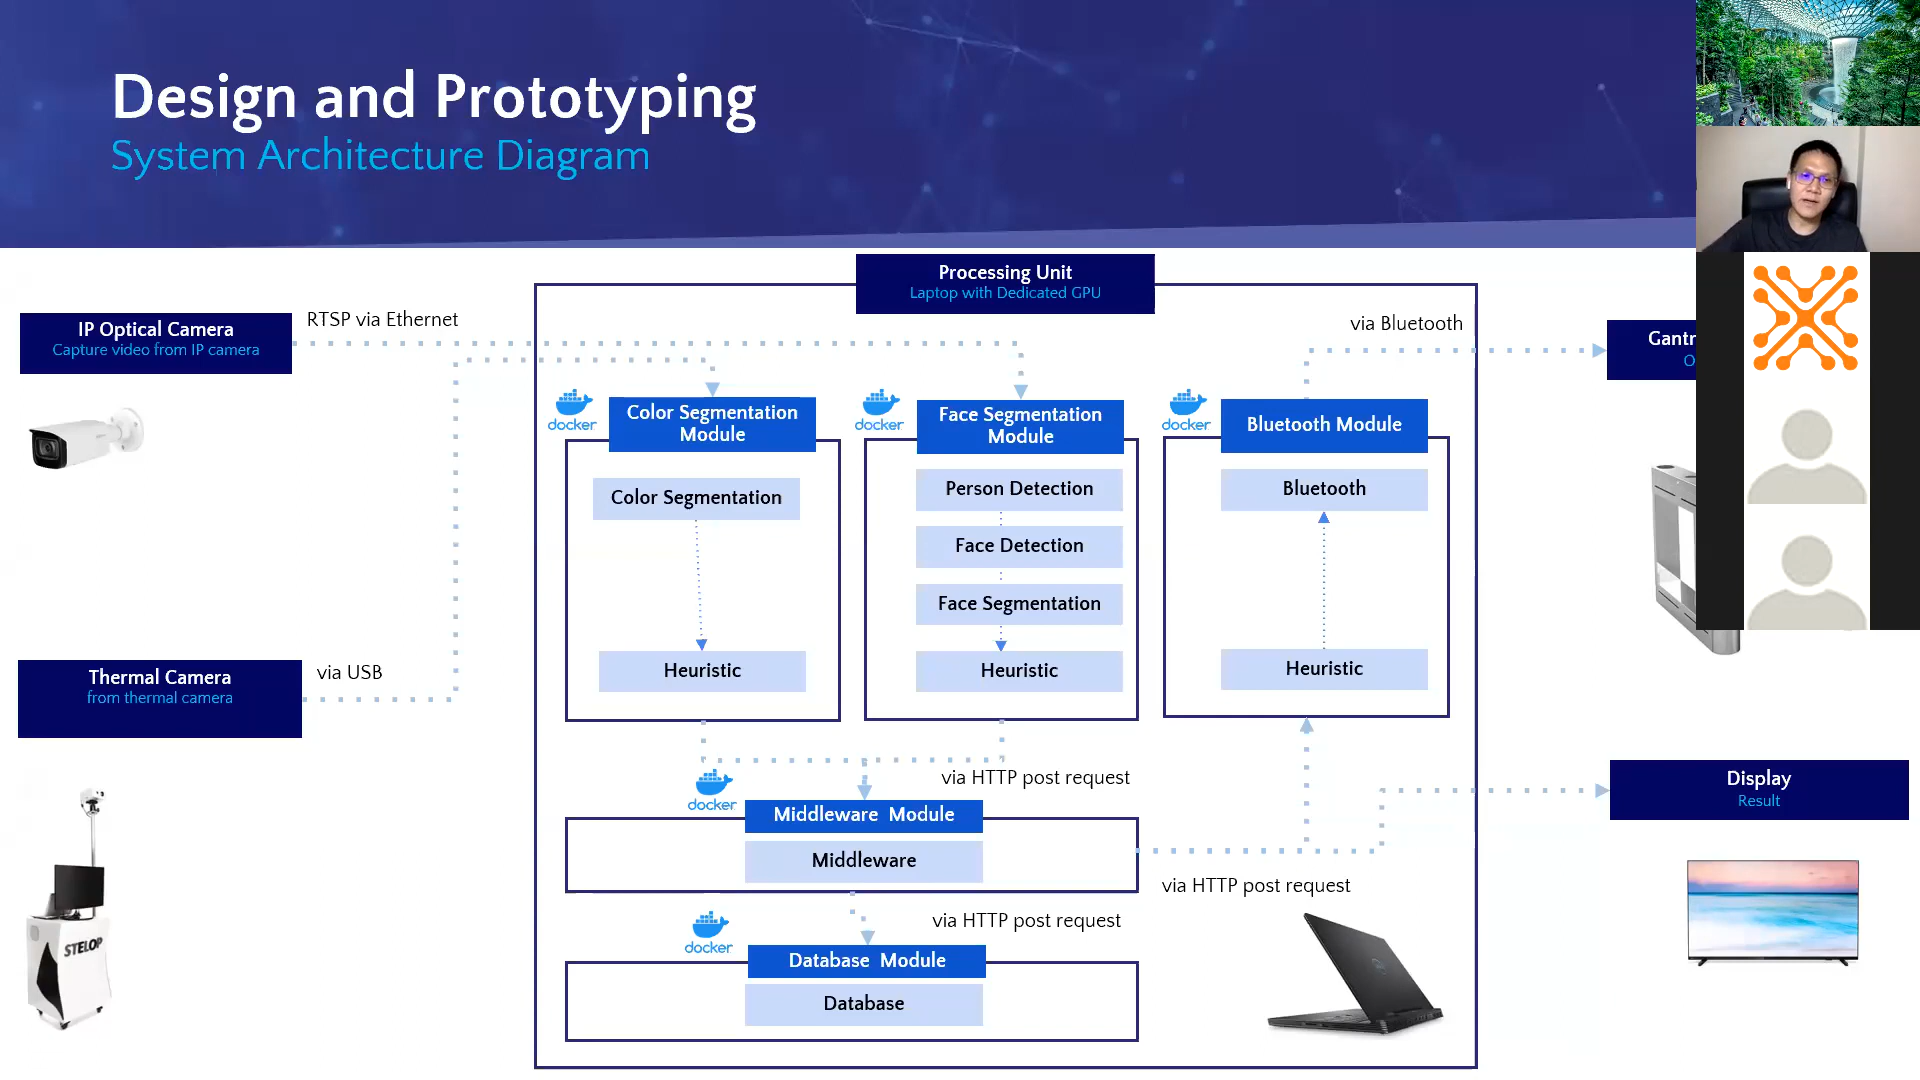 Design and Prototyping
System Architecture Diagram
Processing Unit
Laptop with Dedicated GPU
IP Optical Camera
Capture video from IP camera
RTSP via Ethernet
via Bluetooth
docker
Color Segmentation
Module
docker
Face Segmentation
Module
docker
Bluetooth Module
Color Segmentation
Person Detection
Bluetooth
Face Detection
Face Segmentation
Heuristic
Heuristic
Heuristic
Thermal Camera
from thermal camera
via USB
via HTTP post request
docker
Middleware Module
Middleware
Display
Result
via HTTP post request
via HTTP post request
docker
Database Module
Database
STELOP